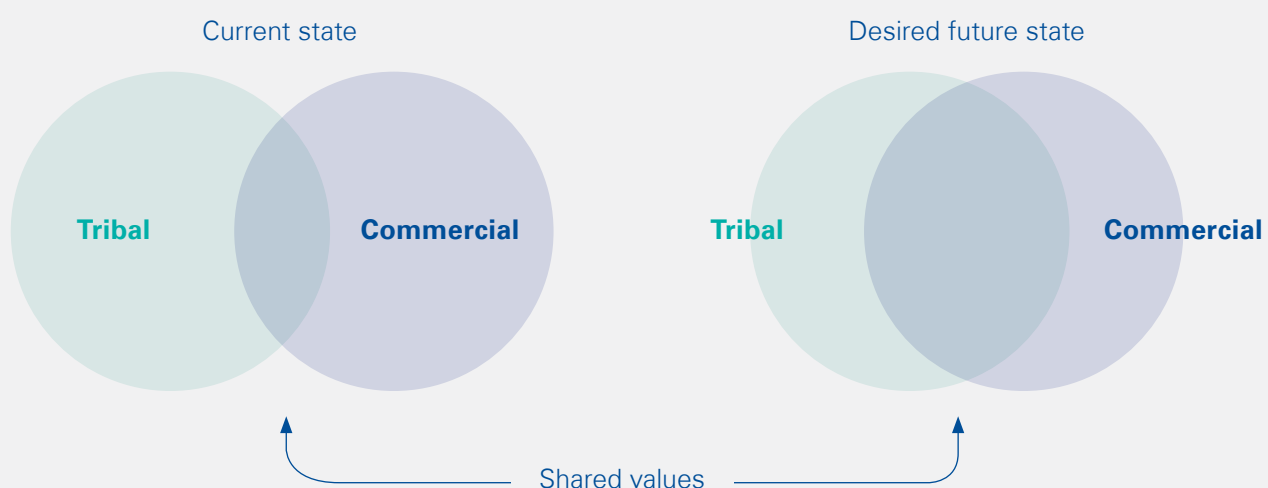 Current state
Desired future state
Tribal
Commercial
Tribal
Commercial
Shared values